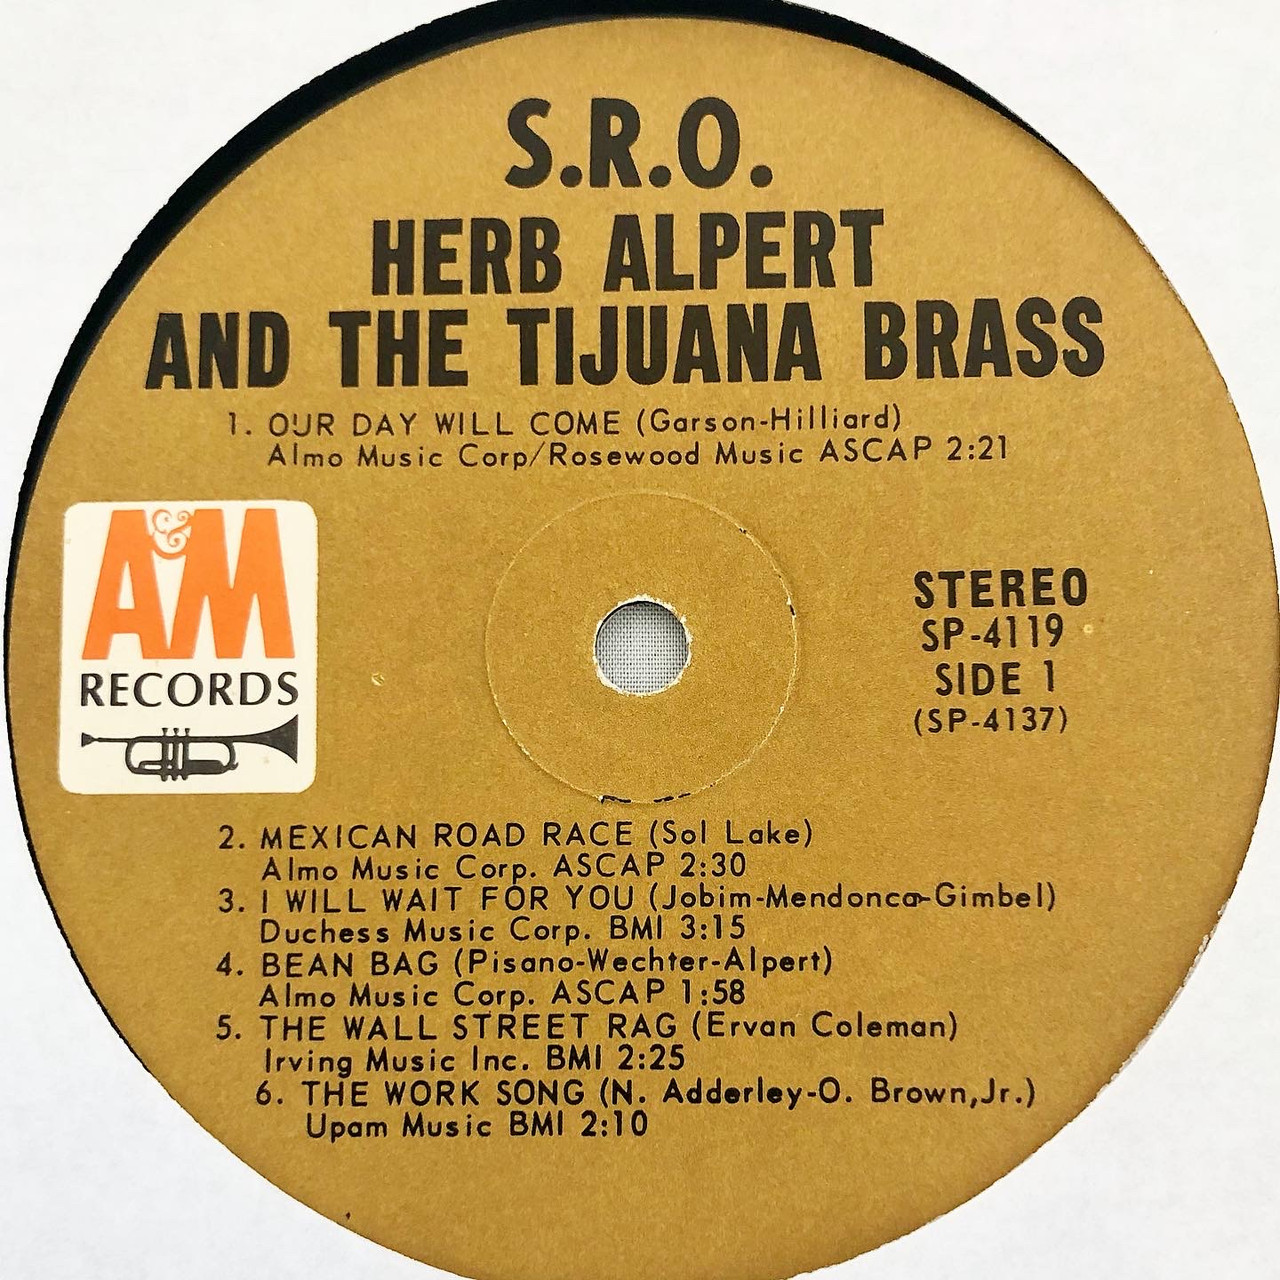 S.R.O.
HERB ALPERT
AND THE TIJUANA BRASS
1. OUR DAY WILL COME (Garson-Hilliard)
Almo Music Corp/Rosewood Music ASCAP 2:21
A&M
RECORDS
STEREO
SP-4119
SIDE 1
(SP-4137)
2. MEXICAN ROAD RACE (Sol Lake)
Almo Music Corp. ASCAP 2:30
3. I WILL WAIT FOR YOU (Jobim-Mendonca-Gimbel)
Duchess Music Corp. BMI 3:15
4. BEAN BAG (Pisano-Wechter-Alpert)
Almo Music Corp. ASCAP 1:58
5. THE WALL STREET RAG (Ervan Coleman)
Irving Music Inc. BMI 2:25
6. THE WORK SONG (N. Adderley-O. Brown,Jr.)
Upam Music BMI 2:10